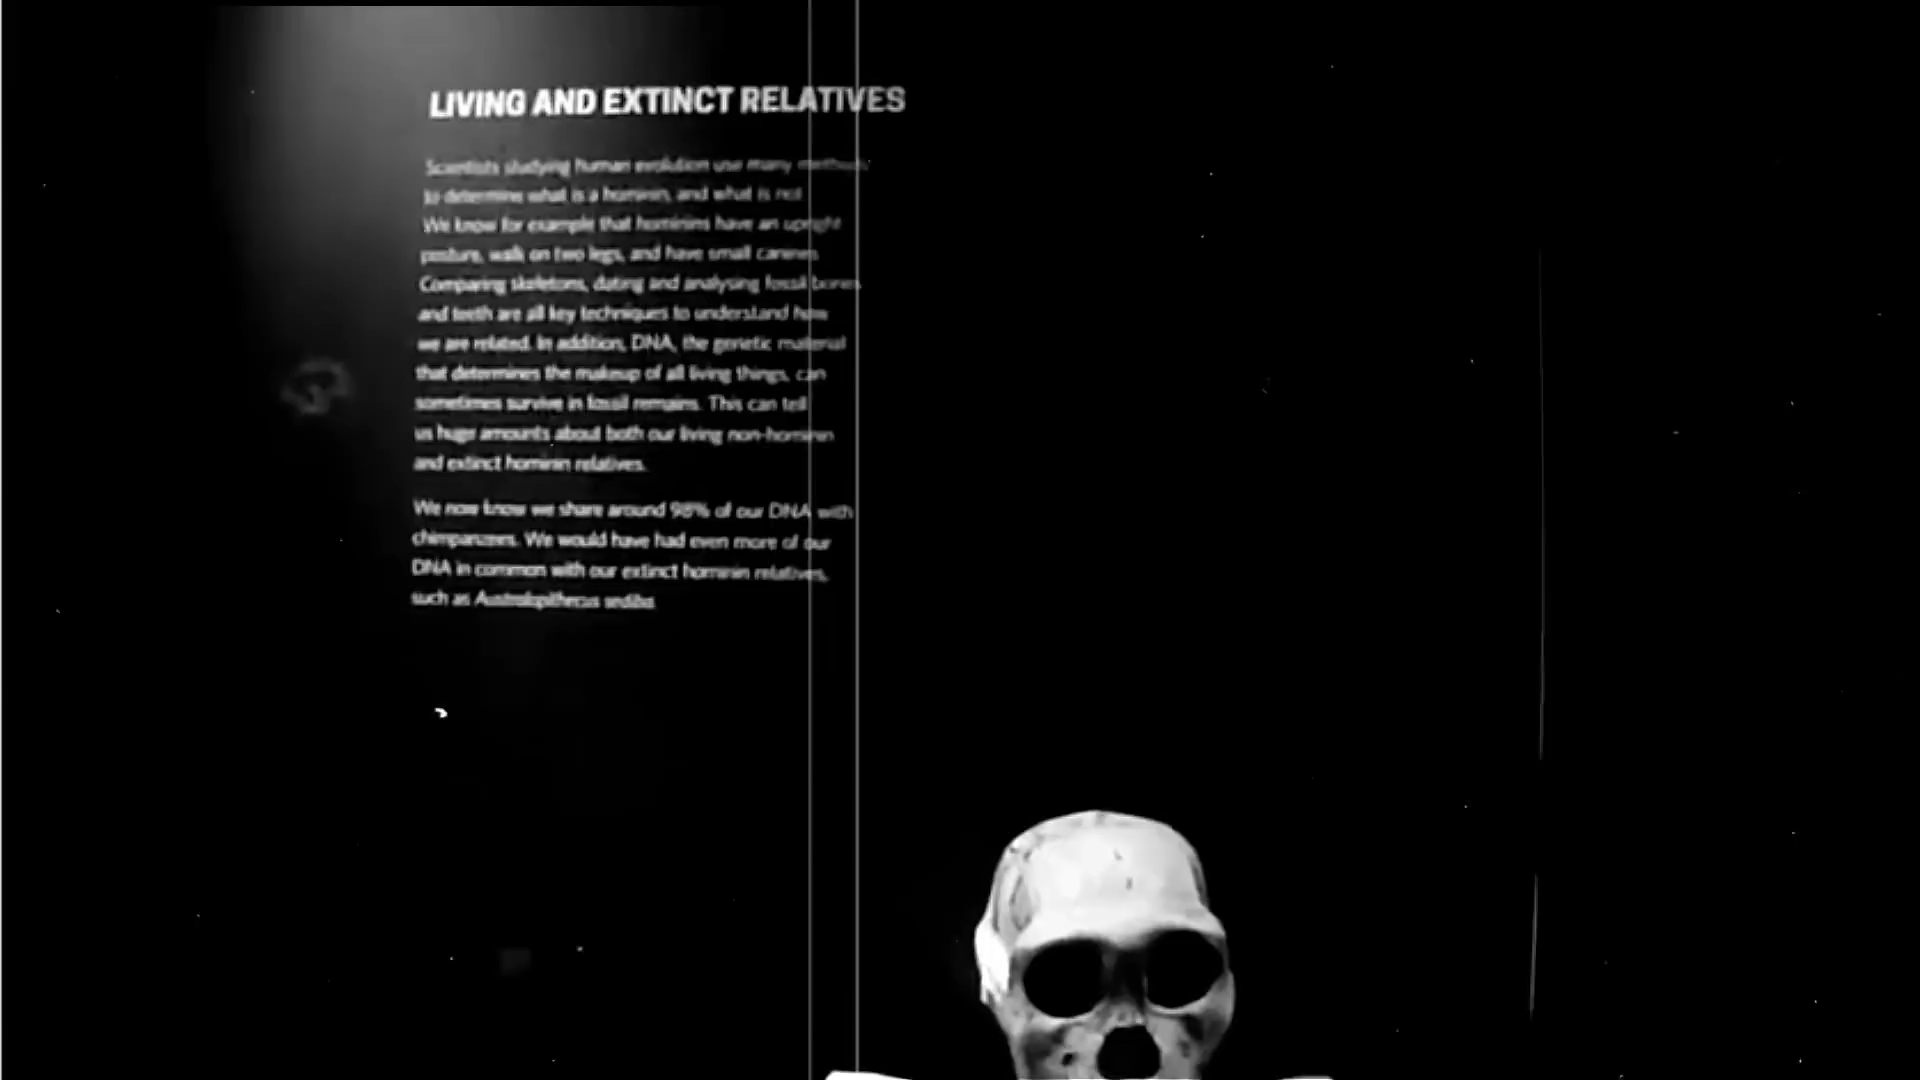 LIVING AND EXTINCT RELATIVES
Scientists studying human evolution use many methods
to determine what is a hominin, and what is not
We know for example that hominins have an upright
posture, walk on two legs, and have small canines
Comparing skeletons, dating and analysing fossil bones
and teeth are all key techniques to understand how
we are related. In addition, DNA, the genetic material
that determines the makeup of all living things, can
sometimes survive in fossil remains. This can tell
us huge amounts about both our living non-hominin
and extinct hominin relatives.
We now know we share around 98% of our DNA with
chimpanzees. We would have had even more of our
DNA in common with our extinct hominin relatives,
such as Australopithecus sediba